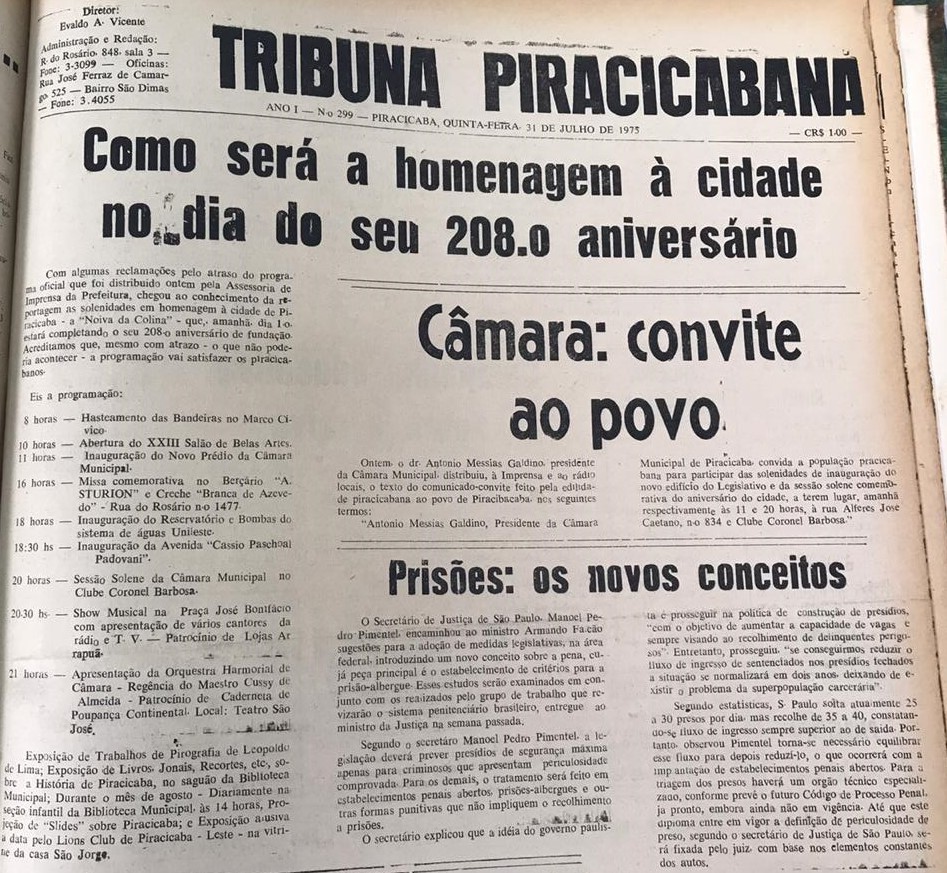 Diretor:
Evaldo A. Vicente
Administração e Redação:
R. do Rosário, 848, sala 3 —
Fone: 3-3099 — Oficinas:
Rua José Ferraz de Camar-
go, 525 — Bairro São Dimas
— Fone: 3.4055
TRIBUNA PIRACICABANA
ANO I — N.o 299 — PIRACICABA, QUINTA-FEIRA, 31 DE JULHO DE 1975
— CR$ 1.00 —
Como será a homenagem à cidade
no dia do seu 208.o aniversário
Com algumas reclamações pelo atraso do progra-
ma oficial que foi distribuido ontem pela Assessoria de
Imprensa da Prefeitura, chegou ao conhecimento da re-
portagem as solenidades em homenagem à cidade de Pi-
racicaba - a "Noiva da Colina" - que, amanhã, dia 1.o,
estará completando o seu 208.o aniversário de fundação.
Acreditamos que, mesmo com atrazo - o que não pode-
ria acontecer - a programação vai satisfazer os piracica-
banos.
Eis a programação:
8 horas — Hasteamento das Bandeiras no Marco Cí-
vico.
10 horas — Abertura do XXIII Salão de Belas Artes.
11 horas — Inauguração do Novo Prédio da Câmara
Municipal.
16 horas — Missa comemorativa no Berçário "A.
STURION" e Creche "Branca de Azeve-
do" - Rua do Rosário n.o 1477.
18 horas — Inauguração do Reservatório e Bombas do
sistema de águas Unileste.
18:30 hs — Inauguração da Avenida "Cassio Paschoal
Padovani".
20 horas — Sessão Solene da Câmara Municipal no
Clube Coronel Barbosa.
20.30 hs — Show Musical na Praça José Bonifácio
com apresentação de vários cantores da
rádio e T. V. — Patrocínio de Lojas Ar
rapuã.
21 horas — Apresentação da Orquestra Harmorial de
Câmara - Regência do Maestro Cussy de
Almeida - Patrocínio de Caderneta de
Poupança Continental. Local: Teatro São
José.
Exposição de Trabalhos de Pirografia de Leopoldo
de Lima; Exposição de Livros, Jonais, Recortes, etc, so-
bre a História de Piracicaba, no saguão da Biblioteca
Municipal; Durante o mês de agosto - Diariamente na
seção infantil da Biblioteca Municipal, às 14 horas, Pro-
jeção de "Slides" sobre Piracicaba; e Exposição a usiva
a data pelo Lions Club de Piracicaba - Leste - na vitri-
ne da casa São Jorge.
Câmara: convite
ao povo
Ontem, o dr. Antonio Messias Galdino, presidente
da Câmara Municipal, distribuiu, à Imprensa e ao rádio
locais, o texto do comunicado-convite feito pela edilida-
de piracicabana ao povo de Piracibacaba, nos seguintes
termos:
"Antonio Messias Galdino, Presidente da Câmara
Municipal de Piracicaba, convida a população pracica-
bana para participar das solenidades de inauguração do
novo edifício do Legislativo e da sessão solene comemo-
rativa do aniversário da cidade, a terem lugar, amanhã
respectivamente às 11 e 20 horas, à rua Alferes José
Caetano, n.o 834 e Clube Coronel Barbosa."
Prisões: os novos conceitos
O Secretário de Justiça de São Paulo, Manoel Pe-
dro Pimentel, encaminhou ao ministro Armando Falcão
sugestões para a adoção de medidas legislativas, na área
federal, introduzindo um novo conceito sobre a pena, cu-
já peça principal é o estabelecimento de critérios para a
prisão-albergue. Esses estudos serão examinados em con-
junto com os realizados pelo grupo de trabalho que re-
vizarão o sistema penitenciário brasileiro, entregue ao
ministro da Justiça na semana passada.
Segundo o secretáro Manoel Pedro Pimentel, a le-
gislação deverá prever presídios de segurança máxima
apenas para criminosos que apresentam periculosidade
comprovada. Para os demais, o tratamento será feito em
estabelecimentos penais abertos, prisões-albergues e ou-
tras formas punitivas que não impliquem o recolhimento
a prisões.
O secretário explicou que a idéia do governo paulis-
ta é prosseguir na política de construção de presídios,
"com o objetivo de aumentar a capacidade de vagas e
sempre visando ao recolhimento de delinquentes perigo-
sos". Entretanto, prosseguiu, "se conseguirmos reduzir o
fluxo de ingresso de sentenciados nos presídios fechados
a situação se normalizará em dois anos, deixando de e-
xistir o problema da superpopulação carcerária".
Segundo estatísticas, S. Paulo solta atualmente 25
a 30 presos por dia, mas recolhe de 35 a 40, constatan-
do-se fluxo de ingresso sempre superior ao de saída. Por-
tanto, observou Pimentel, torna-se necessário equilibrar
esse fluxo para depois reduzi-lo, o que ocorrerá com a
imp antação de estabelecimentos penais abertos. Para a
triagem dos presos haverá um orgão técnico especiali-
zado, conforme prevê o futuro Código de Processo Penal,
já pronto, embora ainda não em vigência. Até que este
diploma entre em vigor a definição de periculosidade de
preso, segundo o secretário de Justiça de São Paulo, se-
rá fixada pelo juiz com base nos elementos constantes
dos autos.